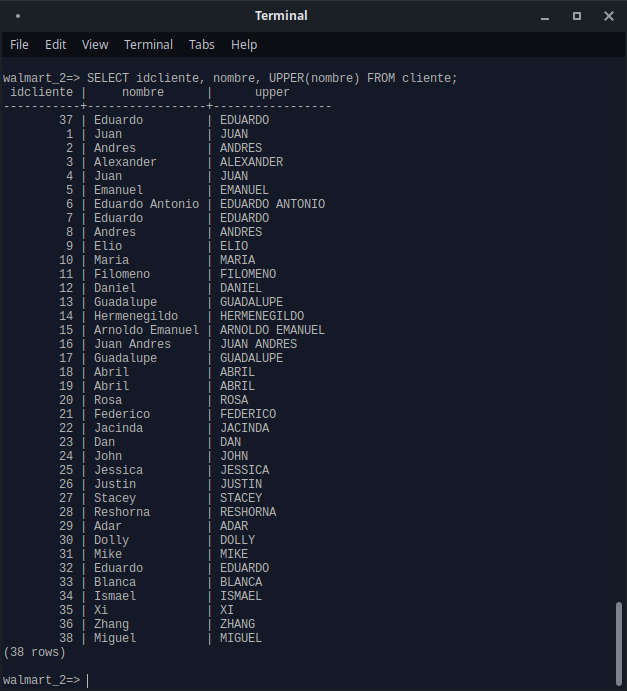 Terminal
File Edit View Terminal Tabs Help
walmart_2=> SELECT idcliente, nombre, UPPER(nombre) FROM cliente;
 idcliente |     nombre      |      upper
-----------+-----------------+-----------------
        37 | Eduardo         | EDUARDO
         1 | Juan            | JUAN
         2 | Andres          | ANDRES
         3 | Alexander       | ALEXANDER
         4 | Juan            | JUAN
         5 | Emanuel         | EMANUEL
         6 | Eduardo Antonio | EDUARDO ANTONIO
         7 | Eduardo         | EDUARDO
         8 | Andres          | ANDRES
         9 | Elio            | ELIO
        10 | Maria           | MARIA
        11 | Filomeno        | FILOMENO
        12 | Daniel          | DANIEL
        13 | Guadalupe       | GUADALUPE
        14 | Hermenegildo    | HERMENEGILDO
        15 | Arnoldo Emanuel | ARNOLDO EMANUEL
        16 | Juan Andres     | JUAN ANDRES
        17 | Guadalupe       | GUADALUPE
        18 | Abril           | ABRIL
        19 | Abril           | ABRIL
        20 | Rosa            | ROSA
        21 | Federico        | FEDERICO
        22 | Jacinda         | JACINDA
        23 | Dan             | DAN
        24 | John            | JOHN
        25 | Jessica         | JESSICA
        26 | Justin          | JUSTIN
        27 | Stacey          | STACEY
        28 | Reshorna        | RESHORNA
        29 | Adar            | ADAR
        30 | Dolly           | DOLLY
        31 | Mike            | MIKE
        32 | Eduardo         | EDUARDO
        33 | Blanca          | BLANCA
        34 | Ismael          | ISMAEL
        35 | Xi              | XI
        36 | Zhang           | ZHANG
        38 | Miguel          | MIGUEL
(38 rows)
walmart_2=>